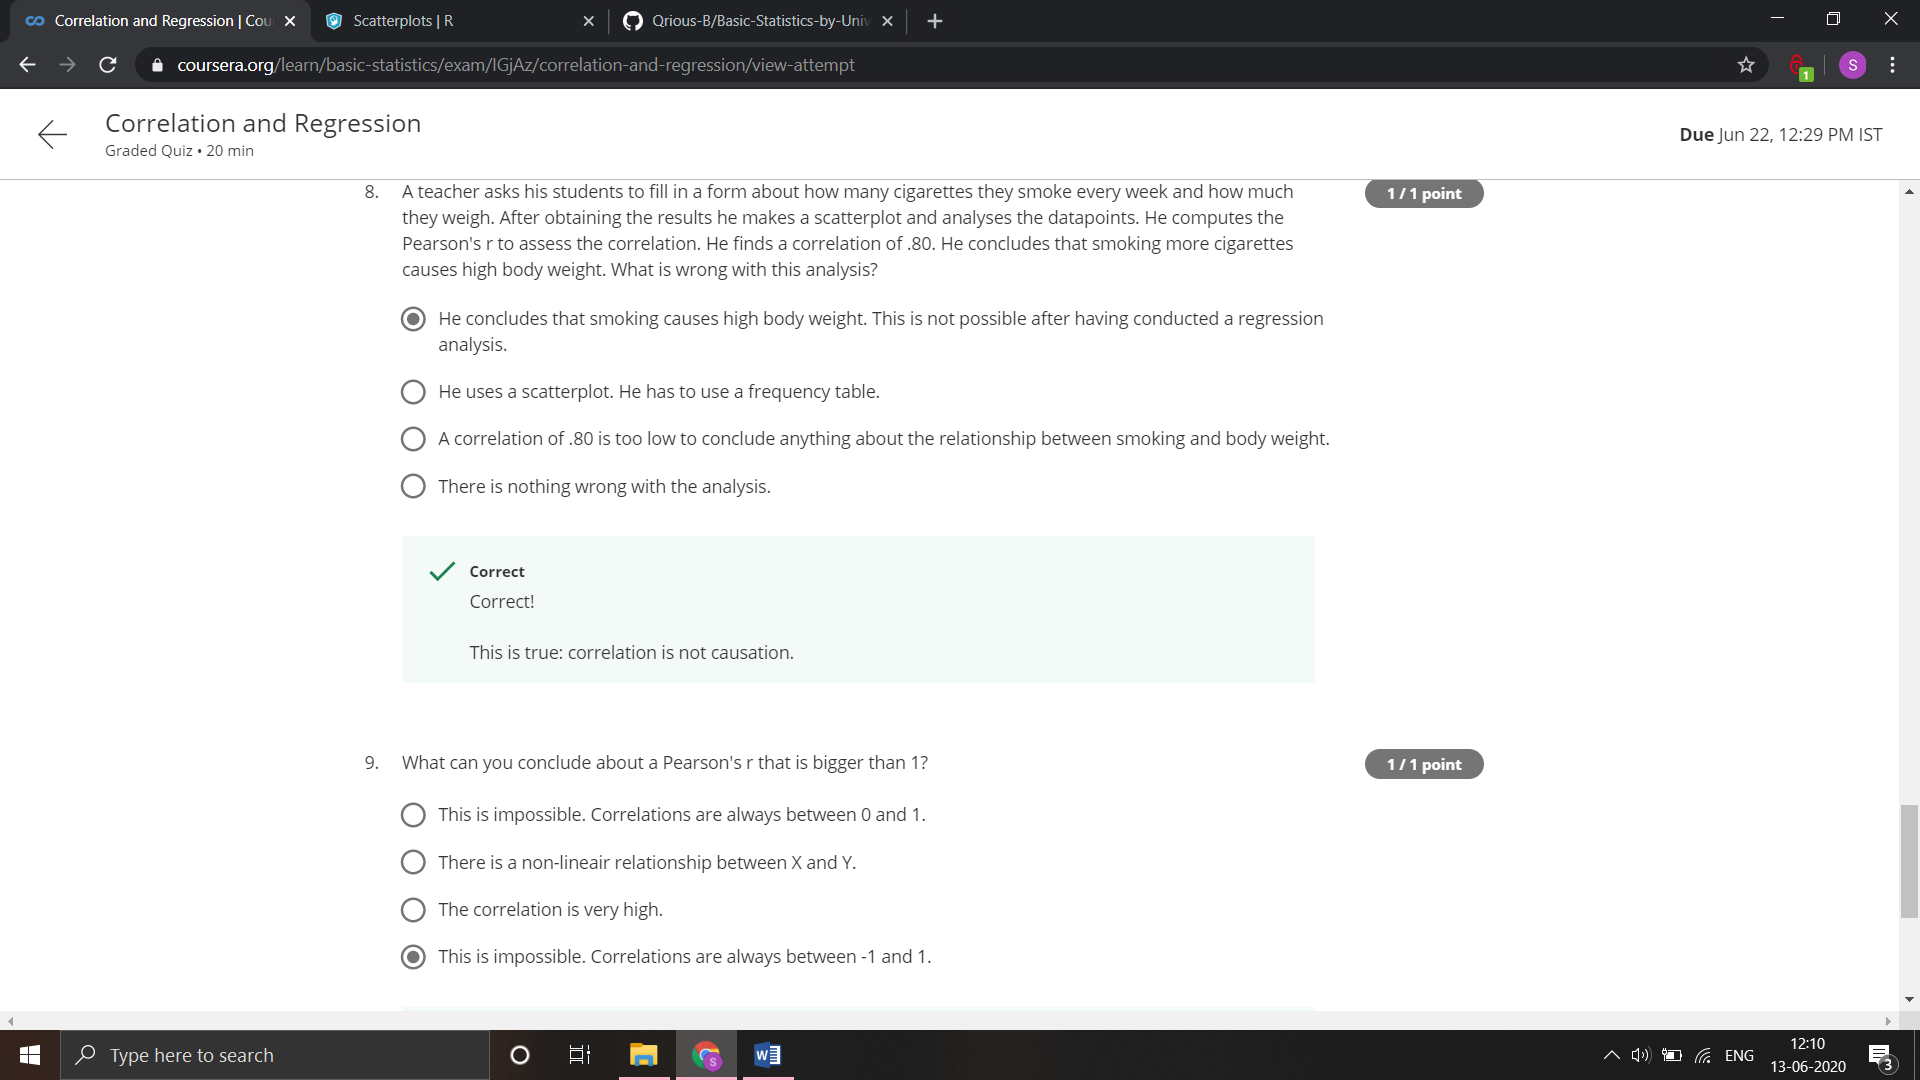 Correlation and Regression | Cou
Scatterplots | R
Qrious-B/Basic-Statistics-by-Univ
coursera.org/learn/basic-statistics/exam/IGjAz/correlation-and-regression/view-attempt
1
S
Correlation and Regression
Graded Quiz • 20 min
Due Jun 22, 12:29 PM IST
8. A teacher asks his students to fill in a form about how many cigarettes they smoke every week and how much
1 / 1 point
they weigh. After obtaining the results he makes a scatterplot and analyses the datapoints. He computes the
Pearson's r to assess the correlation. He finds a correlation of .80. He concludes that smoking more cigarettes
causes high body weight. What is wrong with this analysis?
He concludes that smoking causes high body weight. This is not possible after having conducted a regression
analysis.
He uses a scatterplot. He has to use a frequency table.
A correlation of .80 is too low to conclude anything about the relationship between smoking and body weight.
There is nothing wrong with the analysis.
Correct
Correct!
This is true: correlation is not causation.
9. What can you conclude about a Pearson's r that is bigger than 1?
1 / 1 point
This is impossible. Correlations are always between 0 and 1.
There is a non-lineair relationship between X and Y.
The correlation is very high.
This is impossible. Correlations are always between -1 and 1.
Type here to search
S
W
ENG
12:10
13-06-2020
3